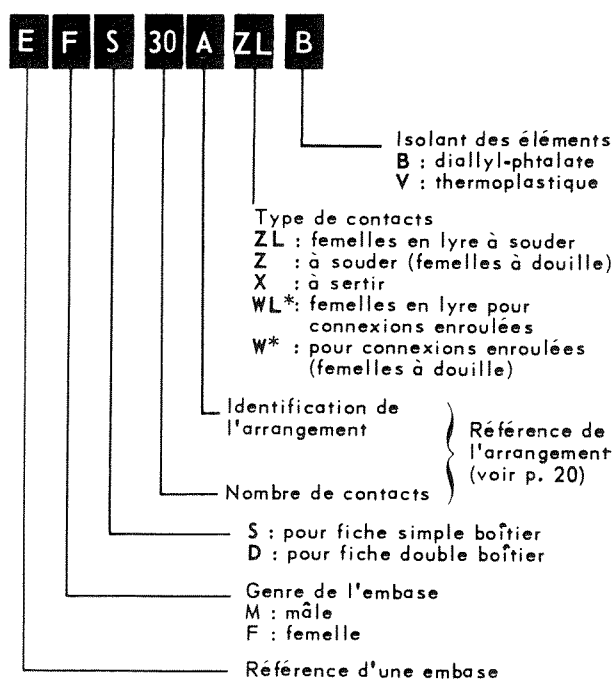 E F S 30 A ZL B
Isolant des éléments
B : diallyl-phtalate
V : thermoplastique
Type de contacts
ZL : femelles en lyre à souder
Z : à souder (femelles à douille)
X : à sertir
WL* : femelles en lyre pour
connexions enroulées
W* : pour connexions enroulées
(femelles à douille)
Identification de
l'arrangement
Référence de
l'arrangement
(voir p. 20)
Nombre de contacts
S : pour fiche simple boîtier
D : pour fiche double boîtier
Genre de l'embase
M : mâle
F : femelle
Référence d'une embase